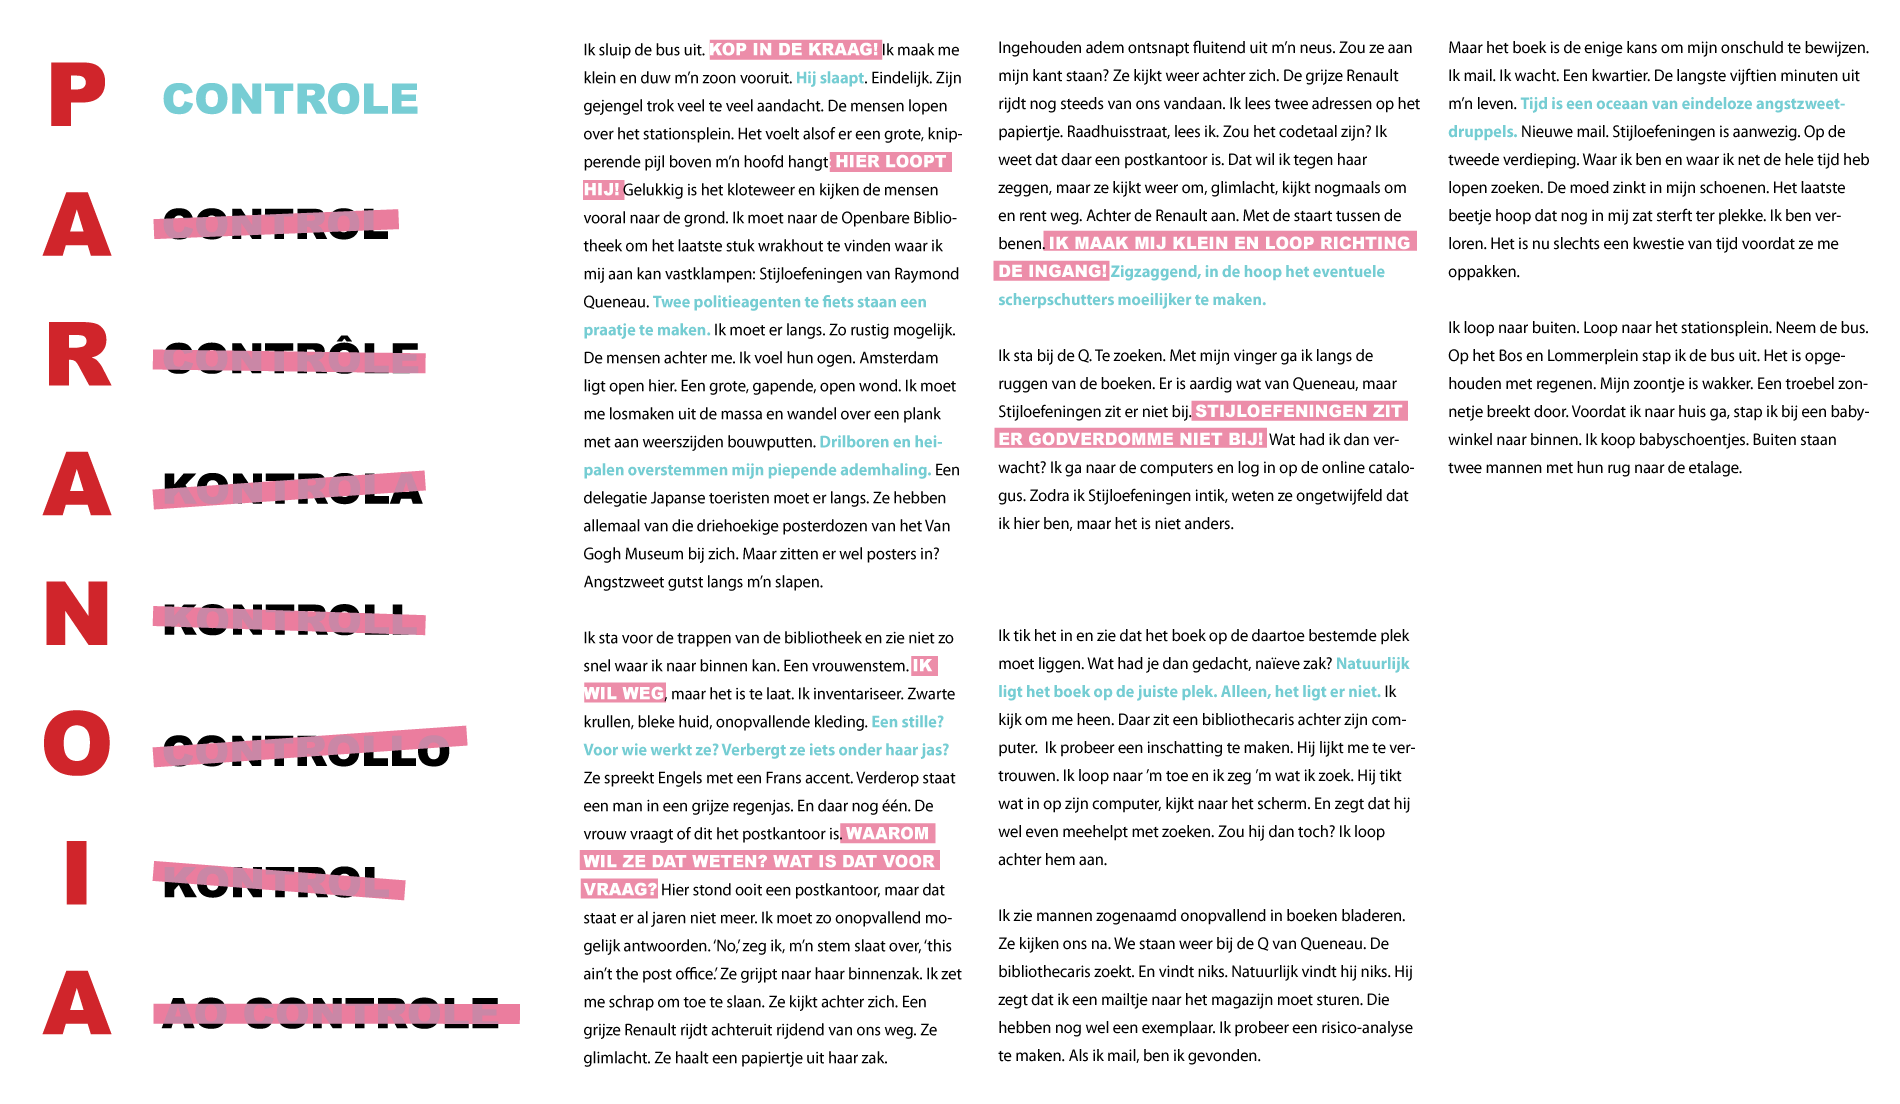 P
A
R
A
N
O
I
A
CONTROLE
CONTROL
CONTRÔLE
KONTROLA
KONTROLL
CONTROLLO
KONTROL
AO CONTROLE
Ik sluip de bus uit. KOP IN DE KRAAG! Ik maak me
klein en duw m’n zoon vooruit. Hij slaapt. Eindelijk. Zijn
gejengel trok veel te veel aandacht. De mensen lopen
over het stationsplein. Het voelt alsof er een grote, knip-
perende pijl boven m’n hoofd hangt: HIER LOOPT
HIJ! Gelukkig is het kloteweer en kijken de mensen
vooral naar de grond. Ik moet naar de Openbare Biblio-
theek om het laatste stuk wrakhout te vinden waar ik
mij aan kan vastklampen: Stijloefeningen van Raymond
Queneau. Twee politieagenten te fiets staan een
praatje te maken. Ik moet er langs. Zo rustig mogelijk.
De mensen achter me. Ik voel hun ogen. Amsterdam
ligt open hier. Een grote, gapende, open wond. Ik moet
me losmaken uit de massa en wandel over een plank
met aan weerszijden bouwputten. Drilboren en hei-
palen overstemmen mijn piepende ademhaling. Een
delegatie Japanse toeristen moet er langs. Ze hebben
allemaal van die driehoekige posterdozen van het Van
Gogh Museum bij zich. Maar zitten er wel posters in?
Angstzweet gutst langs m’n slapen.
Ik sta voor de trappen van de bibliotheek en zie niet zo
snel waar ik naar binnen kan. Een vrouwenstem. IK
WIL WEG, maar het is te laat. Ik inventariseer. Zwarte
krullen, bleke huid, onopvallende kleding. Een stille?
Voor wie werkt ze? Verbergt ze iets onder haar jas?
Ze spreekt Engels met een Frans accent. Verderop staat
een man in een grijze regenjas. En daar nog één. De
vrouw vraagt of dit het postkantoor is. WAAROM
WIL ZE DAT WETEN? WAT IS DAT VOOR
VRAAG? Hier stond ooit een postkantoor, maar dat
staat er al jaren niet meer. Ik moet zo onopvallend mo-
gelijk antwoorden. ‘No,’ zeg ik, m’n stem slaat over, ‘this
ain’t the post office.’ Ze grijpt naar haar binnenzak. Ik zet
me schrap om toe te slaan. Ze kijkt achter zich. Een
grijze Renault rijdt achteruit rijdend van ons weg. Ze
glimlacht. Ze haalt een papiertje uit haar zak.
Ingehouden adem ontsnapt fluitend uit m’n neus. Zou ze aan
mijn kant staan? Ze kijkt weer achter zich. De grijze Renault
rijdt nog steeds van ons vandaan. Ik lees twee adressen op het
papiertje. Raadhuisstraat, lees ik. Zou het codetaal zijn? Ik
weet dat daar een postkantoor is. Dat wil ik tegen haar
zeggen, maar ze kijkt weer om, glimlacht, kijkt nogmaals om
en rent weg. Achter de Renault aan. Met de staart tussen de
benen. IK MAAK MIJ KLEIN EN LOOP RICHTING
DE INGANG! Zigzaggend, in de hoop het eventuele
scherpschutters moeilijker te maken.
Ik sta bij de Q. Te zoeken. Met mijn vinger ga ik langs de
ruggen van de boeken. Er is aardig wat van Queneau, maar
Stijloefeningen zit er niet bij. STIJLOEFENINGEN ZIT
ER GODVERDOMME NIET BIJ! Wat had ik dan ver-
wacht? Ik ga naar de computers en log in op de online catalo-
gus. Zodra ik Stijloefeningen intik, weten ze ongetwijfeld dat
ik hier ben, maar het is niet anders.
Ik tik het in en zie dat het boek op de daartoe bestemde plek
moet liggen. Wat had je dan gedacht, naïeve zak? Natuurlijk
ligt het boek op de juiste plek. Alleen, het ligt er niet. Ik
kijk om me heen. Daar zit een bibliothecaris achter zijn com-
puter.  Ik probeer een inschatting te maken. Hij lijkt me te ver-
trouwen. Ik loop naar ’m toe en ik zeg ’m wat ik zoek. Hij tikt
wat in op zijn computer, kijkt naar het scherm. En zegt dat hij
wel even meehelpt met zoeken. Zou hij dan toch? Ik loop
achter hem aan.
Ik zie mannen zogenaamd onopvallend in boeken bladeren.
Ze kijken ons na. We staan weer bij de Q van Queneau. De
bibliothecaris zoekt. En vindt niks. Natuurlijk vindt hij niks. Hij
zegt dat ik een mailtje naar het magazijn moet sturen. Die
hebben nog wel een exemplaar. Ik probeer een risico-analyse
te maken. Als ik mail, ben ik gevonden.
Maar het boek is de enige kans om mijn onschuld te bewijzen.
Ik mail. Ik wacht. Een kwartier. De langste vijftien minuten uit
m’n leven. Tijd is een oceaan van eindeloze angstzweet-
druppels. Nieuwe mail. Stijloefeningen is aanwezig. Op de
tweede verdieping. Waar ik ben en waar ik net de hele tijd heb
lopen zoeken. De moed zinkt in mijn schoenen. Het laatste
beetje hoop dat nog in mij zat sterft ter plekke. Ik ben ver-
loren. Het is nu slechts een kwestie van tijd voordat ze me
oppakken.
Ik loop naar buiten. Loop naar het stationsplein. Neem de bus.
Op het Bos en Lommerplein stap ik de bus uit. Het is opge-
houden met regenen. Mijn zoontje is wakker. Een troebel zon-
netje breekt door. Voordat ik naar huis ga, stap ik bij een baby-
winkel naar binnen. Ik koop babyschoentjes. Buiten staan
twee mannen met hun rug naar de etalage.